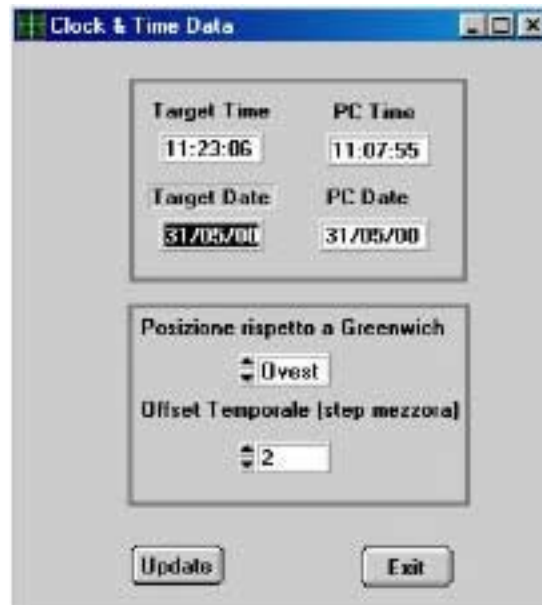 Clock & Time Data
Target Time PC Time
11:23:06 11:07:55
Target Date PC Date
31/05/00 31/05/00
Posizione rispetto a Greenwich
Ovest
Offset Temporale (step mezzora)
2
Update Exit